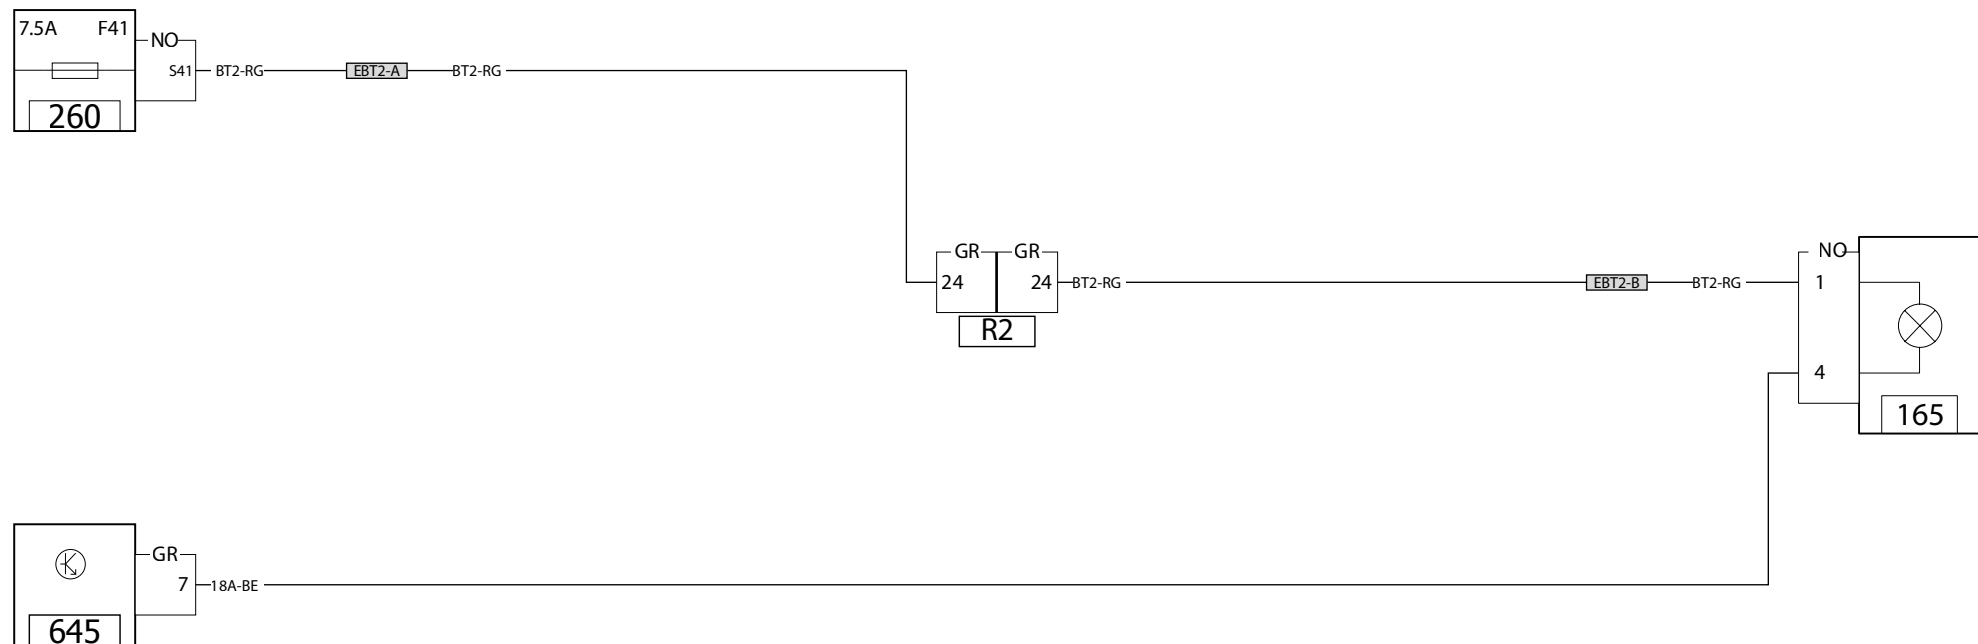 7.5A F41
NO
S41 BT2-RG EBT2-A BT2-RG
260
GR GR NO
24 24 BT2-RG EBT2-B BT2-RG 1
R2
4
165
GR
7 18A-BE
645